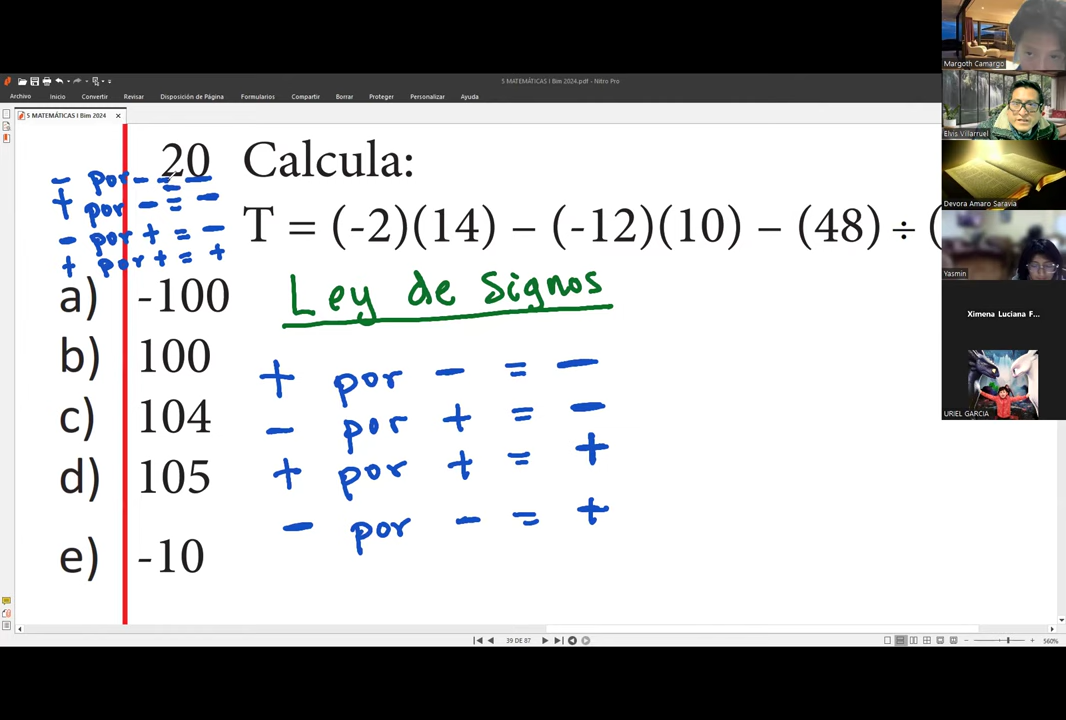 5 MATEMÁTICAS I Bim 2024.pdf - Nitro Pro
Archivo Inicio Convertir Revisar Disposición de Página Formularios Compartir Borrar Proteger Personalizar Ayuda
5 MATEMÁTICAS I Bim 2024 ×
20 Calcula:
- por - = -
+ por - = -
- por + = -
+ por + = +
T = (-2)(14) – (-12)(10) – (48) ÷ (
Ley de Signos
a) -100
b) 100
c) 104
d) 105
e) -10
+ por - = -
- por + = -
+ por + = +
- por - = +
39 DE 87
560%
Margoth Camargo
Elvis Villarruel
Devora Amaro Saravia
Yasmin
Ximena Luciana F...
URIEL GARCIA